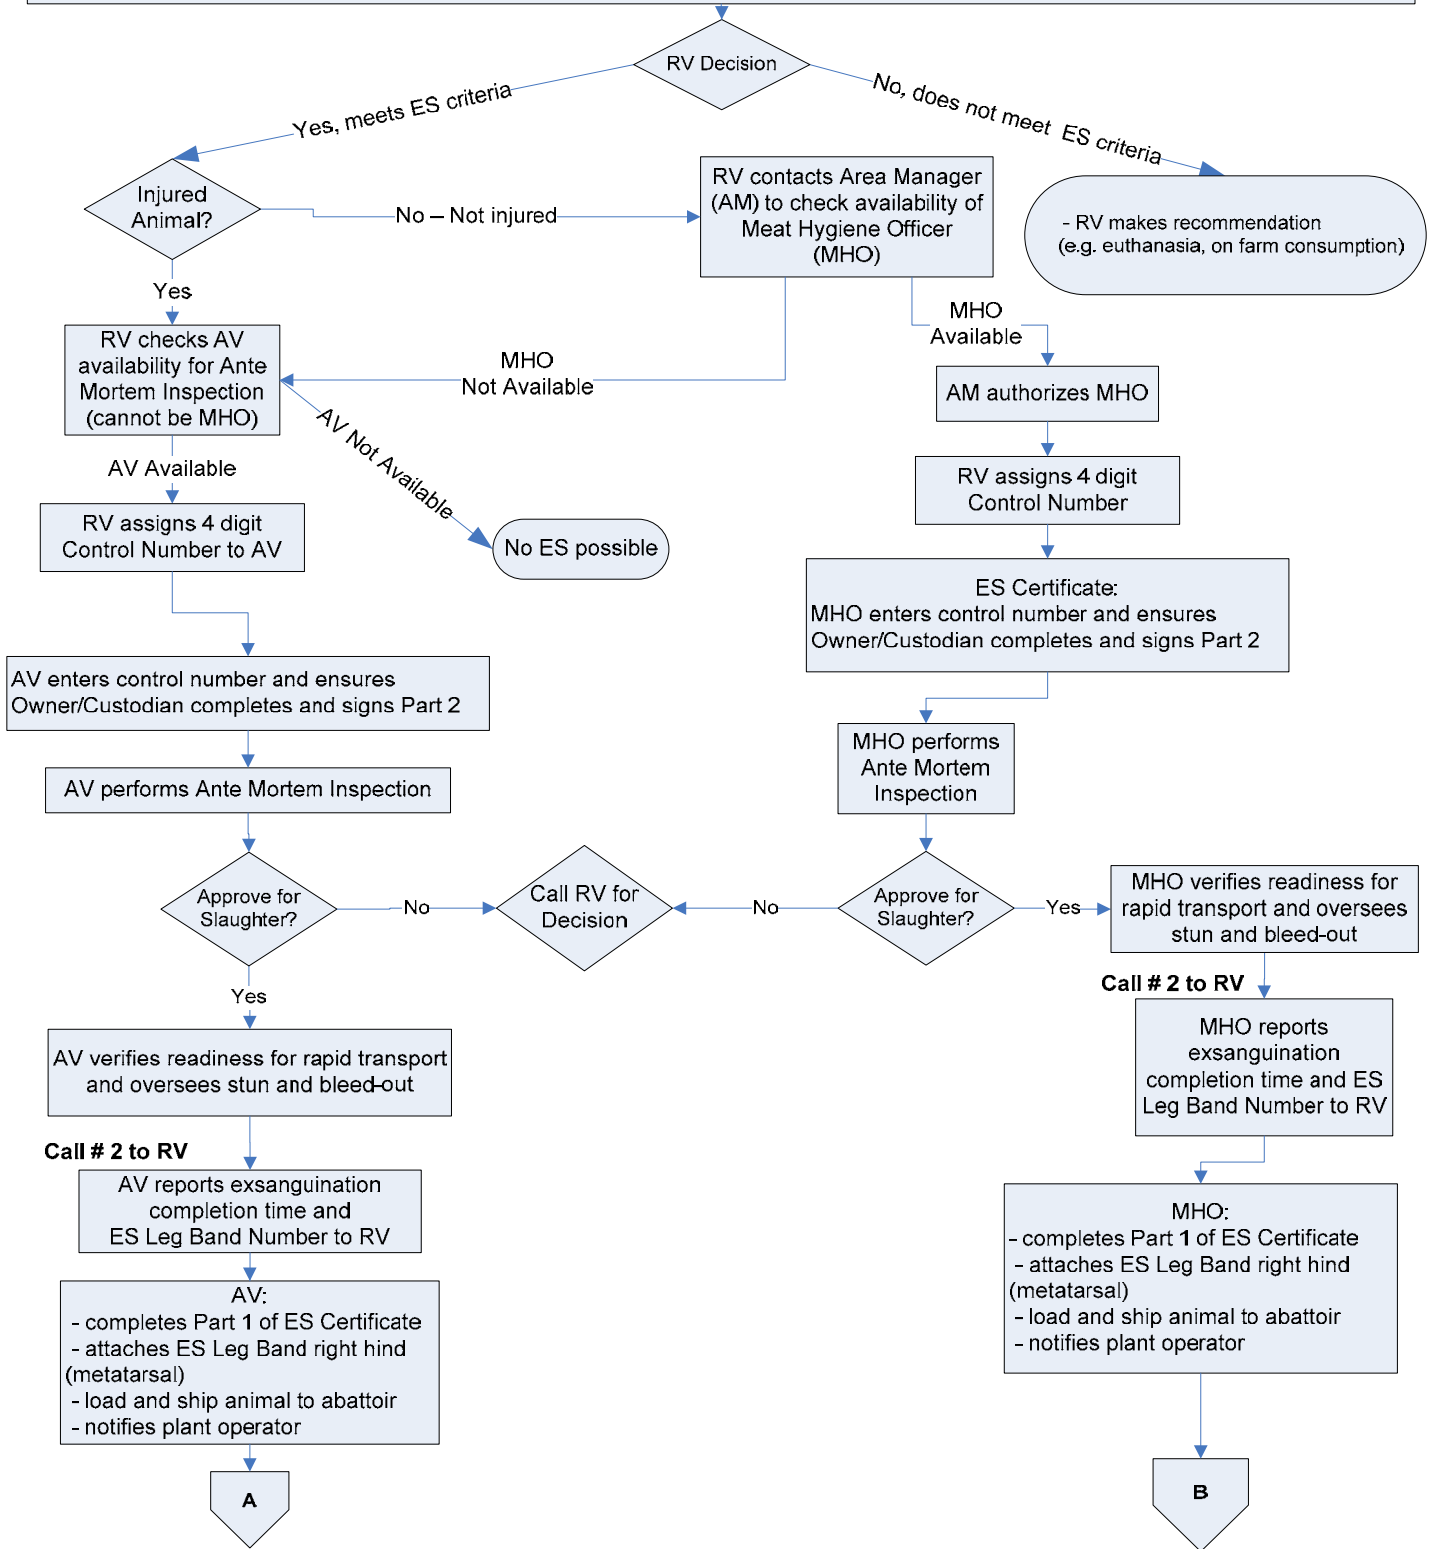 RV Decision
Yes, meets ES criteria
No, does not meet  ES criteria
Injured
Animal?
No – Not injured
RV contacts Area Manager
(AM) to check availability of
Meat Hygiene Officer
(MHO)
- RV makes recommendation
(e.g. euthanasia, on farm consumption)
Yes
MHO
Available
RV checks AV
availability for Ante
Mortem Inspection
(cannot be MHO)
MHO
Not Available
AM authorizes MHO
AV Not Available
AV Available
RV assigns 4 digit
Control Number
RV assigns 4 digit
Control Number to AV
No ES possible
ES Certificate:
MHO enters control number and ensures
Owner/Custodian completes and signs Part 2
AV enters control number and ensures
Owner/Custodian completes and signs Part 2
MHO performs
Ante Mortem
Inspection
AV performs Ante Mortem Inspection
Approve for
Slaughter?
No
Call RV for
Decision
No
Approve for
Slaughter?
Yes
MHO verifies readiness for
rapid transport and oversees
stun and bleed-out
Yes
Call # 2 to RV
MHO reports
exsanguination
completion time and ES
Leg Band Number to RV
AV verifies readiness for rapid transport
and oversees stun and bleed-out
Call # 2 to RV
AV reports exsanguination
completion time and
ES Leg Band Number to RV
MHO:
- completes Part 1 of ES Certificate
- attaches ES Leg Band right hind
(metatarsal)
- load and ship animal to abattoir
- notifies plant operator
AV:
- completes Part 1 of ES Certificate
- attaches ES Leg Band right hind
(metatarsal)
- load and ship animal to abattoir
- notifies plant operator
A
B